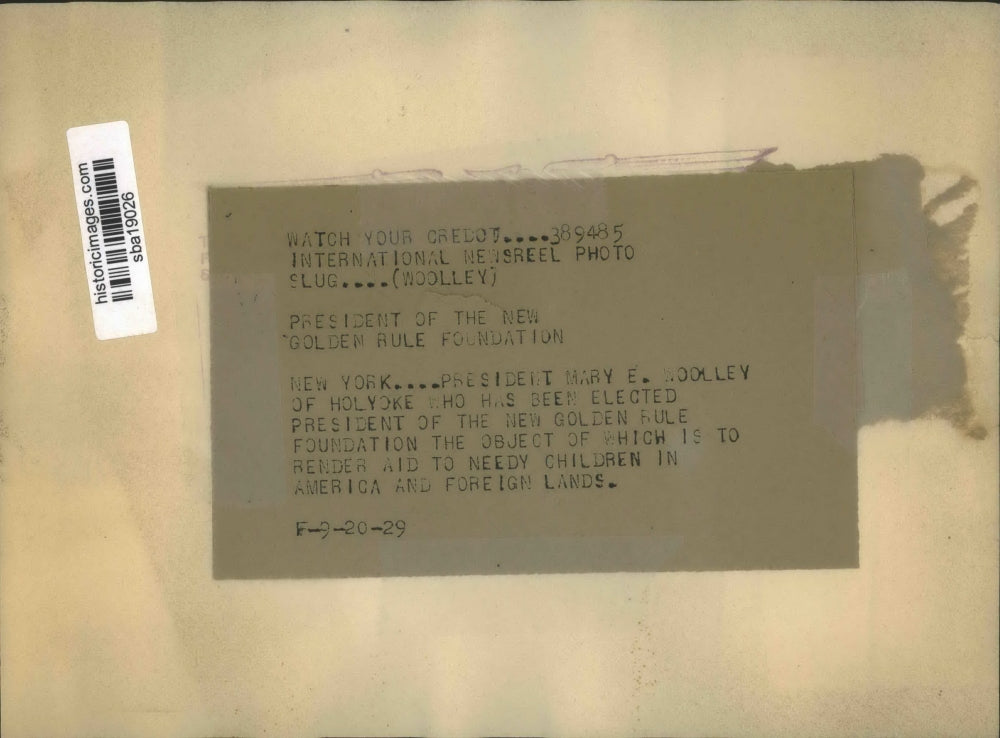 historicimages.com
sba19026
WATCH YOUR CREDOT....389485
INTERNATIONAL NEWSREEL PHOTO
SLUG....(WOOLLEY)
PRESIDENT OF THE NEW
GOLDEN RULE FOUNDATION
NEW YORK....PRESIDENT MARY E. WOOLLEY
OF HOLYOKE WHO HAS BEEN ELECTED
PRESIDENT OF THE NEW GOLDEN RULE
FOUNDATION THE OBJECT OF WHICH IS TO
RENDER AID TO NEEDY CHILDREN IN
AMERICA AND FOREIGN LANDS.
F-9-20-29